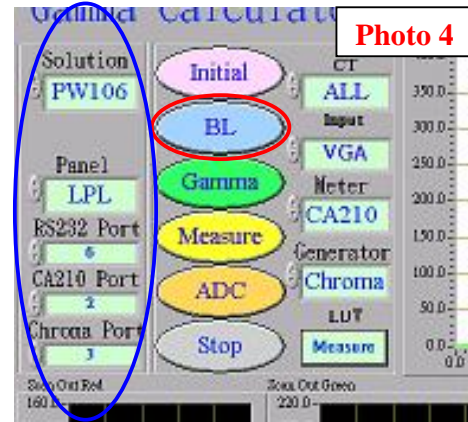 Gamma Calculat
Photo 4
Solution
PW106
Panel
LPL
RS232 Port
6
CA210 Port
2
Chroma Port
3
Initial
BL
Gamma
Measure
ADC
Stop
CT
ALL
Input
VGA
Meter
CA210
Generator
Chroma
LUT
Measure
350.0
300.0
250.0
200.0
150.0
100.0
50.0
0.0
0.0
Scan Out Red
160.0
Scan Out Green
220.0